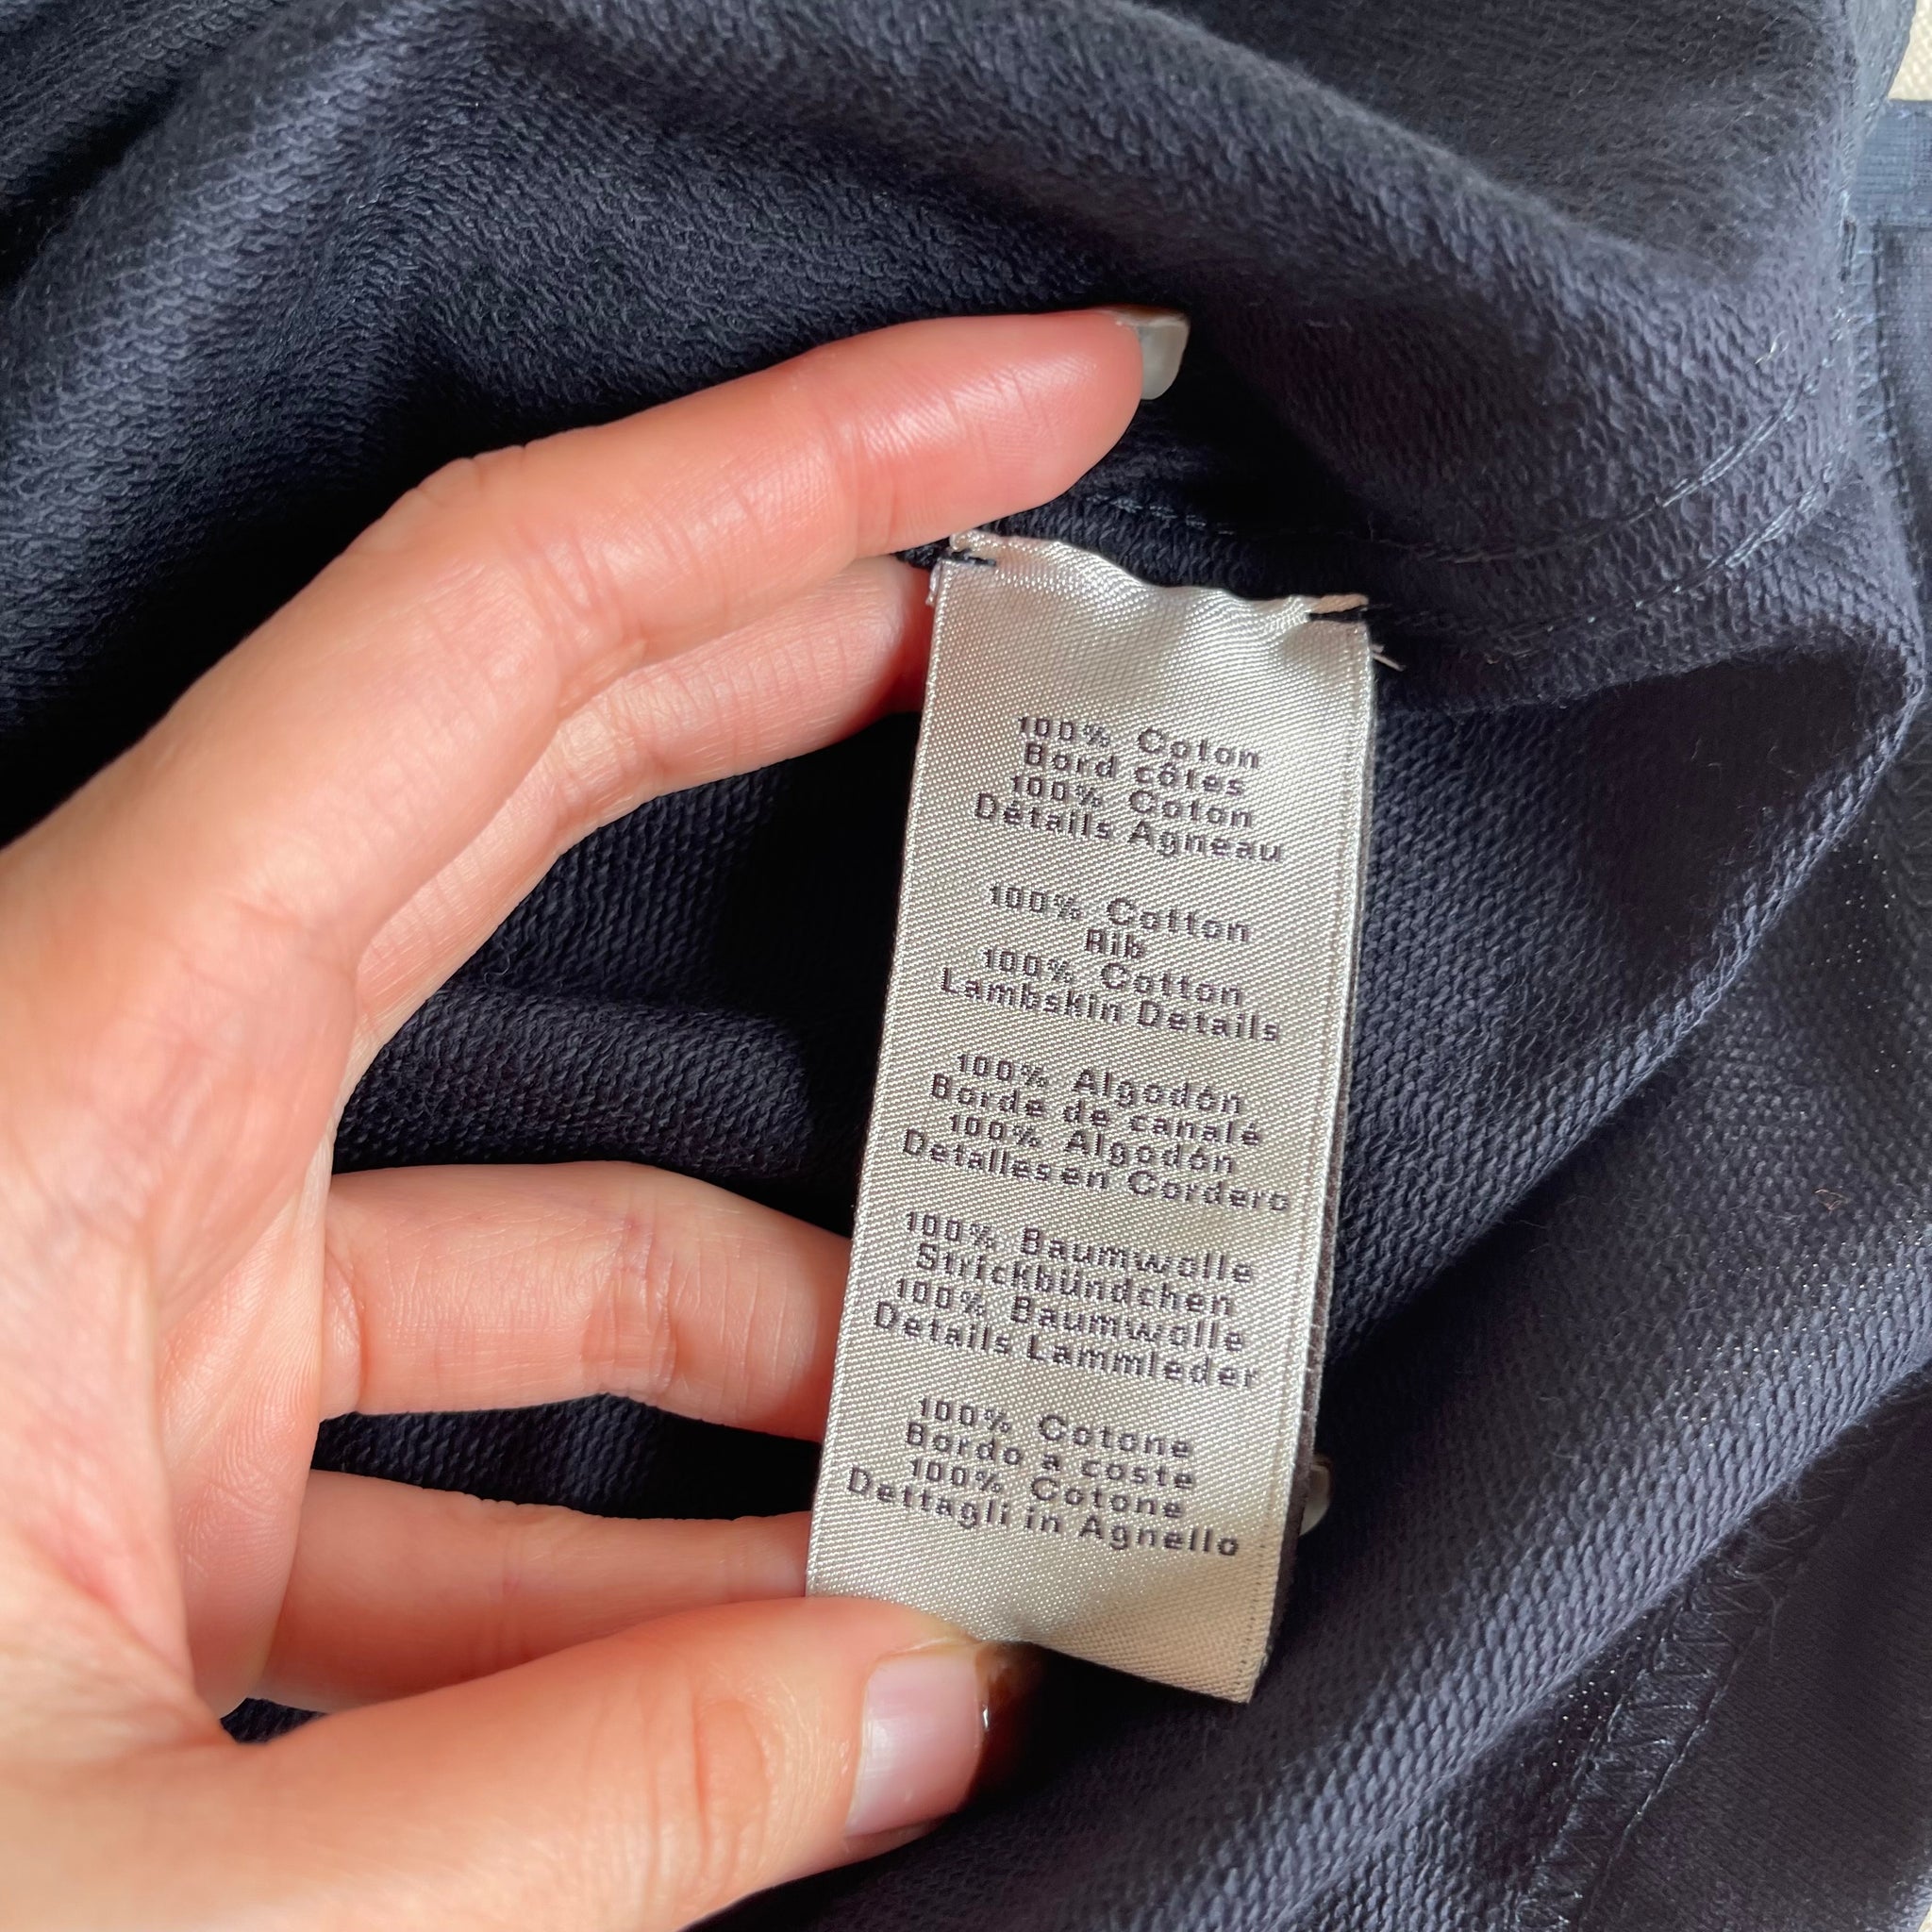 100% Coton
Bord côtes
100% Coton
Détails Agneau
100% Cotton
Rib
100% Cotton
Lambskin Details
100% Algodón
Borde de canalé
100% Algodón
Detalles en Cordero
100% Baumwolle
Strickbündchen
100% Baumwolle
Details Lammleder
100% Cotone
Bordo a coste
100% Cotone
Dettagli in Agnello